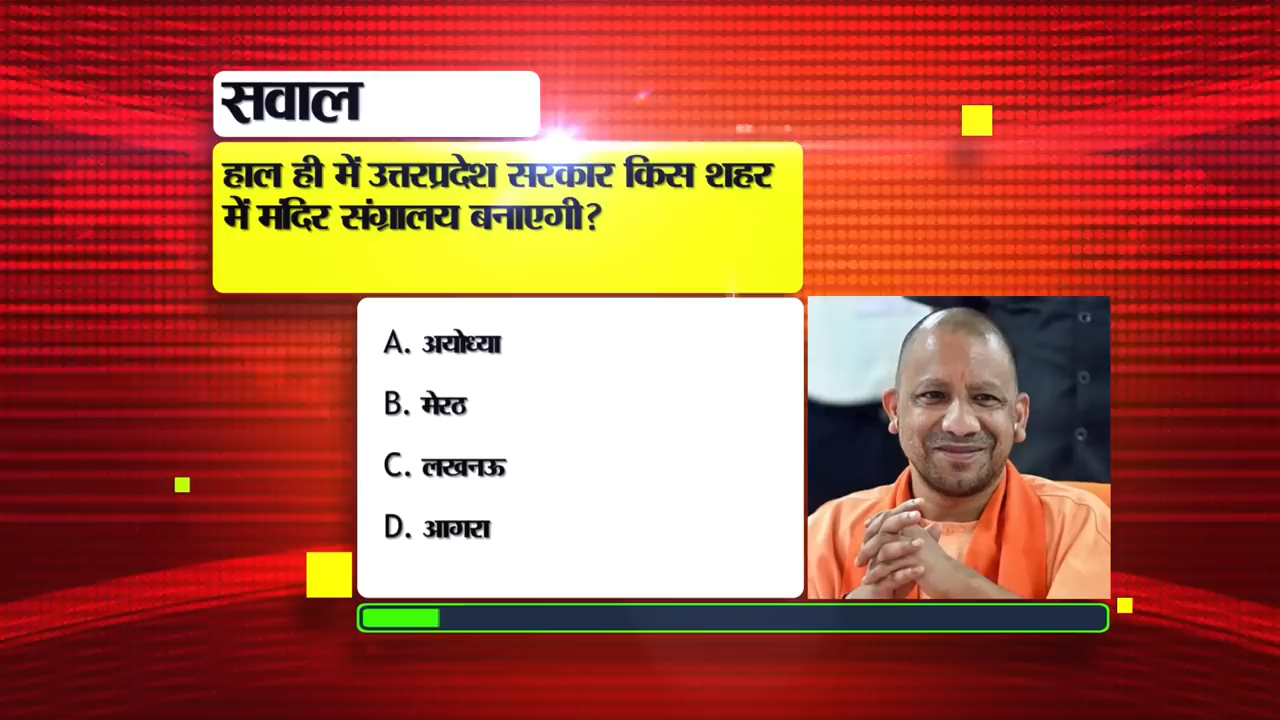 सवाल
हाल ही में उत्तरप्रदेश सरकार किस शहर
में मंदिर संग्रालय बनाएगी?
A. अयोध्या
B. मेरठ
C. लखनऊ
D. आगरा